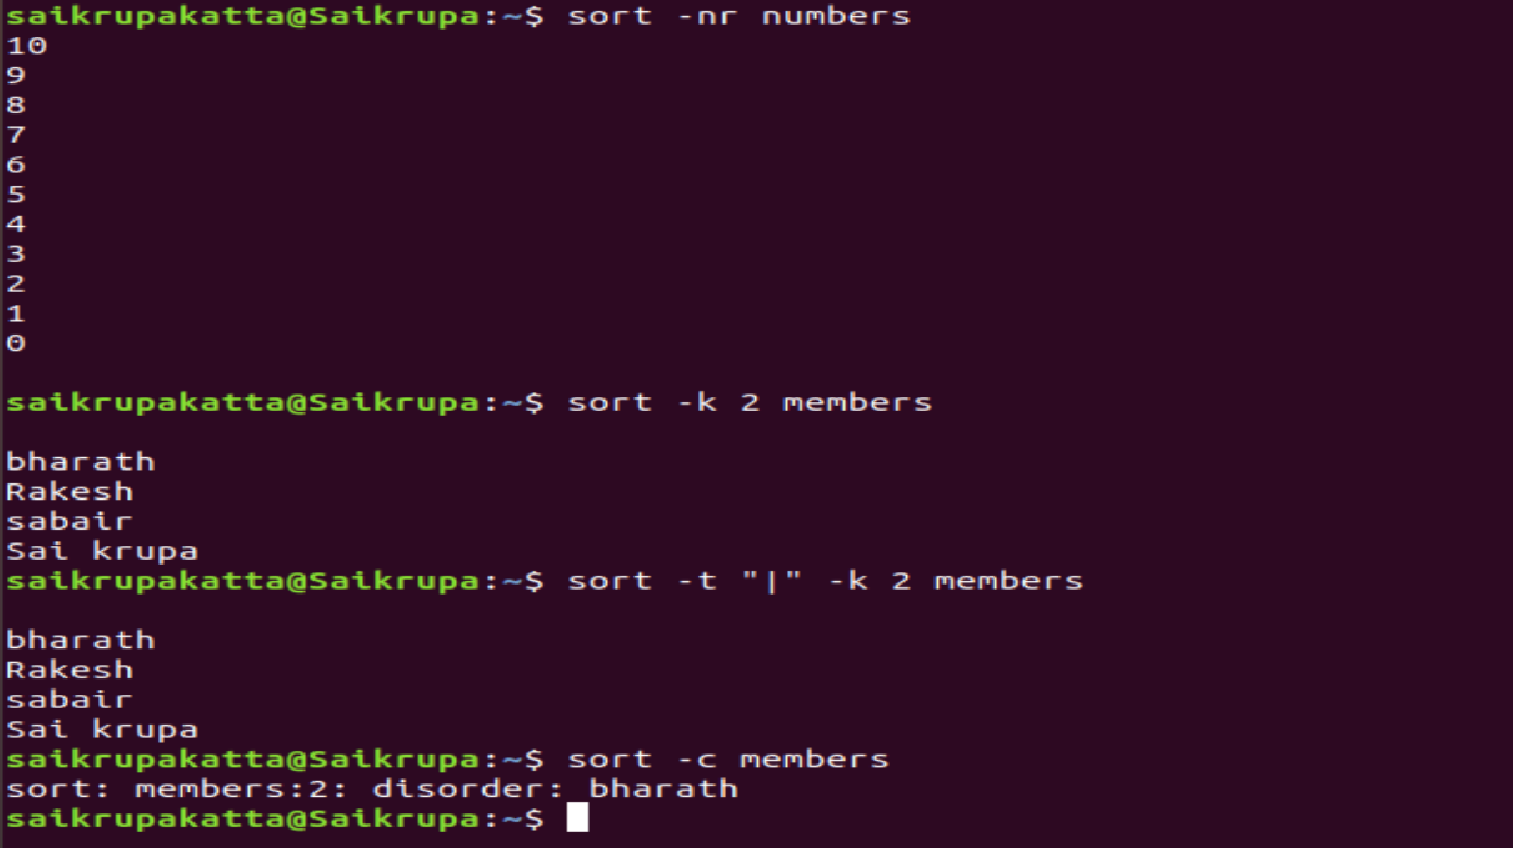 saikrupakatta@Saikrupa:~$ sort -nr numbers
10
9
8
7
6
5
4
3
2
1
0
saikrupakatta@Saikrupa:~$ sort -k 2 members
bharath
Rakesh
sabair
Sai krupa
saikrupakatta@Saikrupa:~$ sort -t "|" -k 2 members
bharath
Rakesh
sabair
Sai krupa
saikrupakatta@Saikrupa:~$ sort -c members
sort: members:2: disorder: bharath
saikrupakatta@Saikrupa:~$